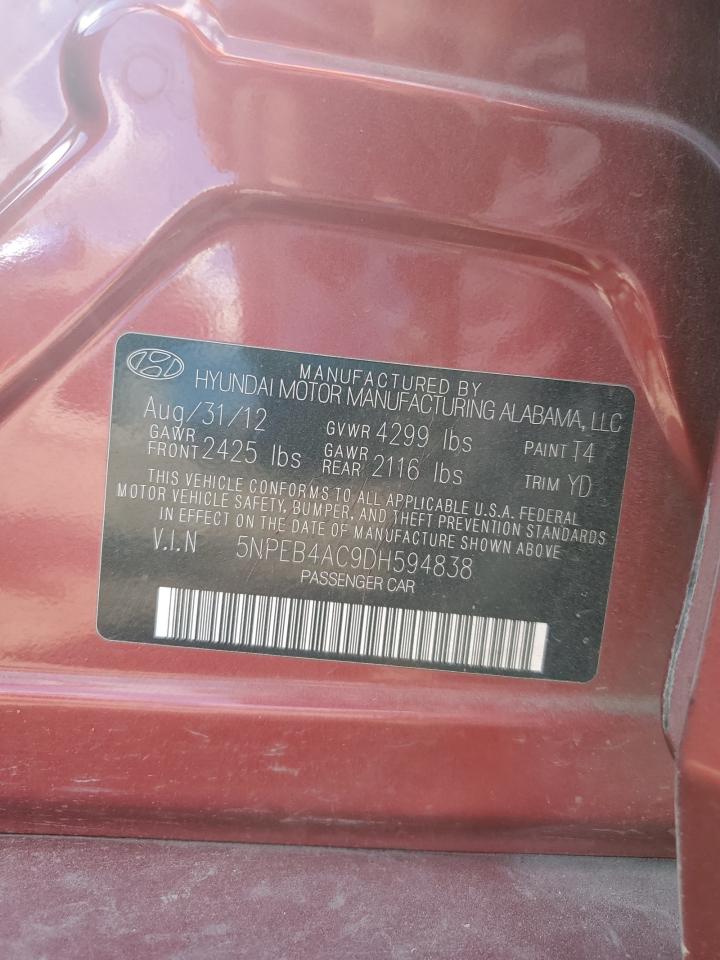 MANUFACTURED BY
HYUNDAI MOTOR MANUFACTURING ALABAMA, LLC
Aug/31/12 GVWR 4299 lbs PAINT T4
GAWR FRONT 2425 lbs GAWR REAR 2116 lbs TRIM YD
THIS VEHICLE CONFORMS TO ALL APPLICABLE U.S.A. FEDERAL
MOTOR VEHICLE SAFETY, BUMPER, AND THEFT PREVENTION STANDARDS
IN EFFECT ON THE DATE OF MANUFACTURE SHOWN ABOVE
V.I.N 5NPEB4AC9DH594838
PASSENGER CAR